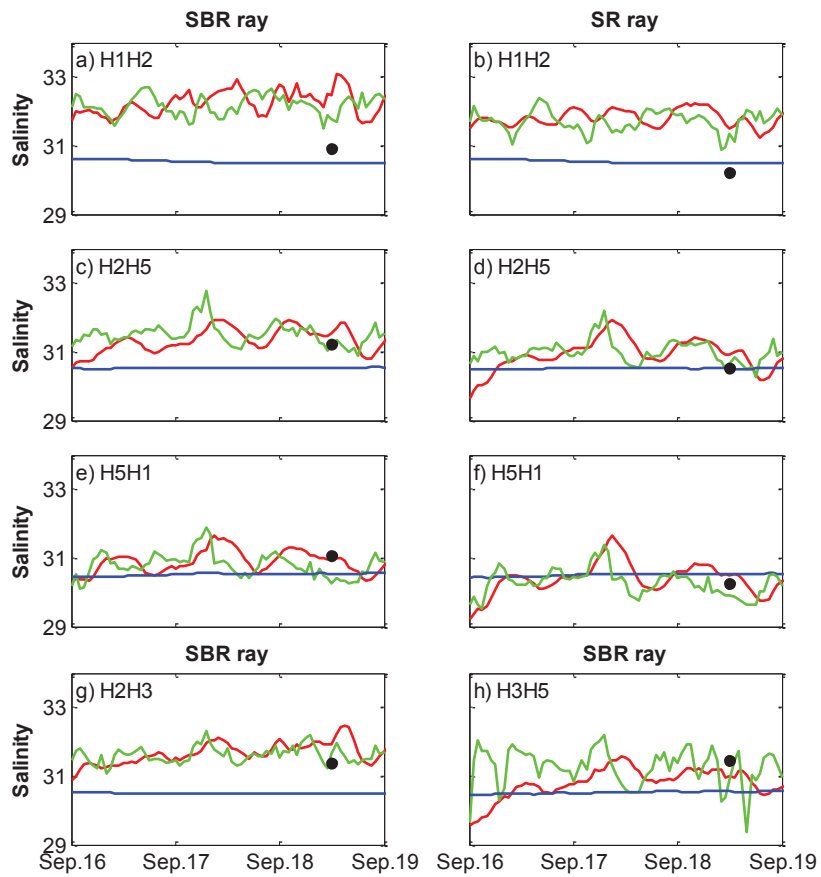 SBR ray
SR ray
a) H1H2
b) H1H2
33
31
29
Salinity
c) H2H5
d) H2H5
33
31
29
Salinity
e) H5H1
f) H5H1
33
31
29
Salinity
SBR ray
SBR ray
g) H2H3
h) H3H5
33
31
29
Salinity
Sep.16 Sep.17 Sep.18 Sep.19
Sep.16 Sep.17 Sep.18 Sep.19